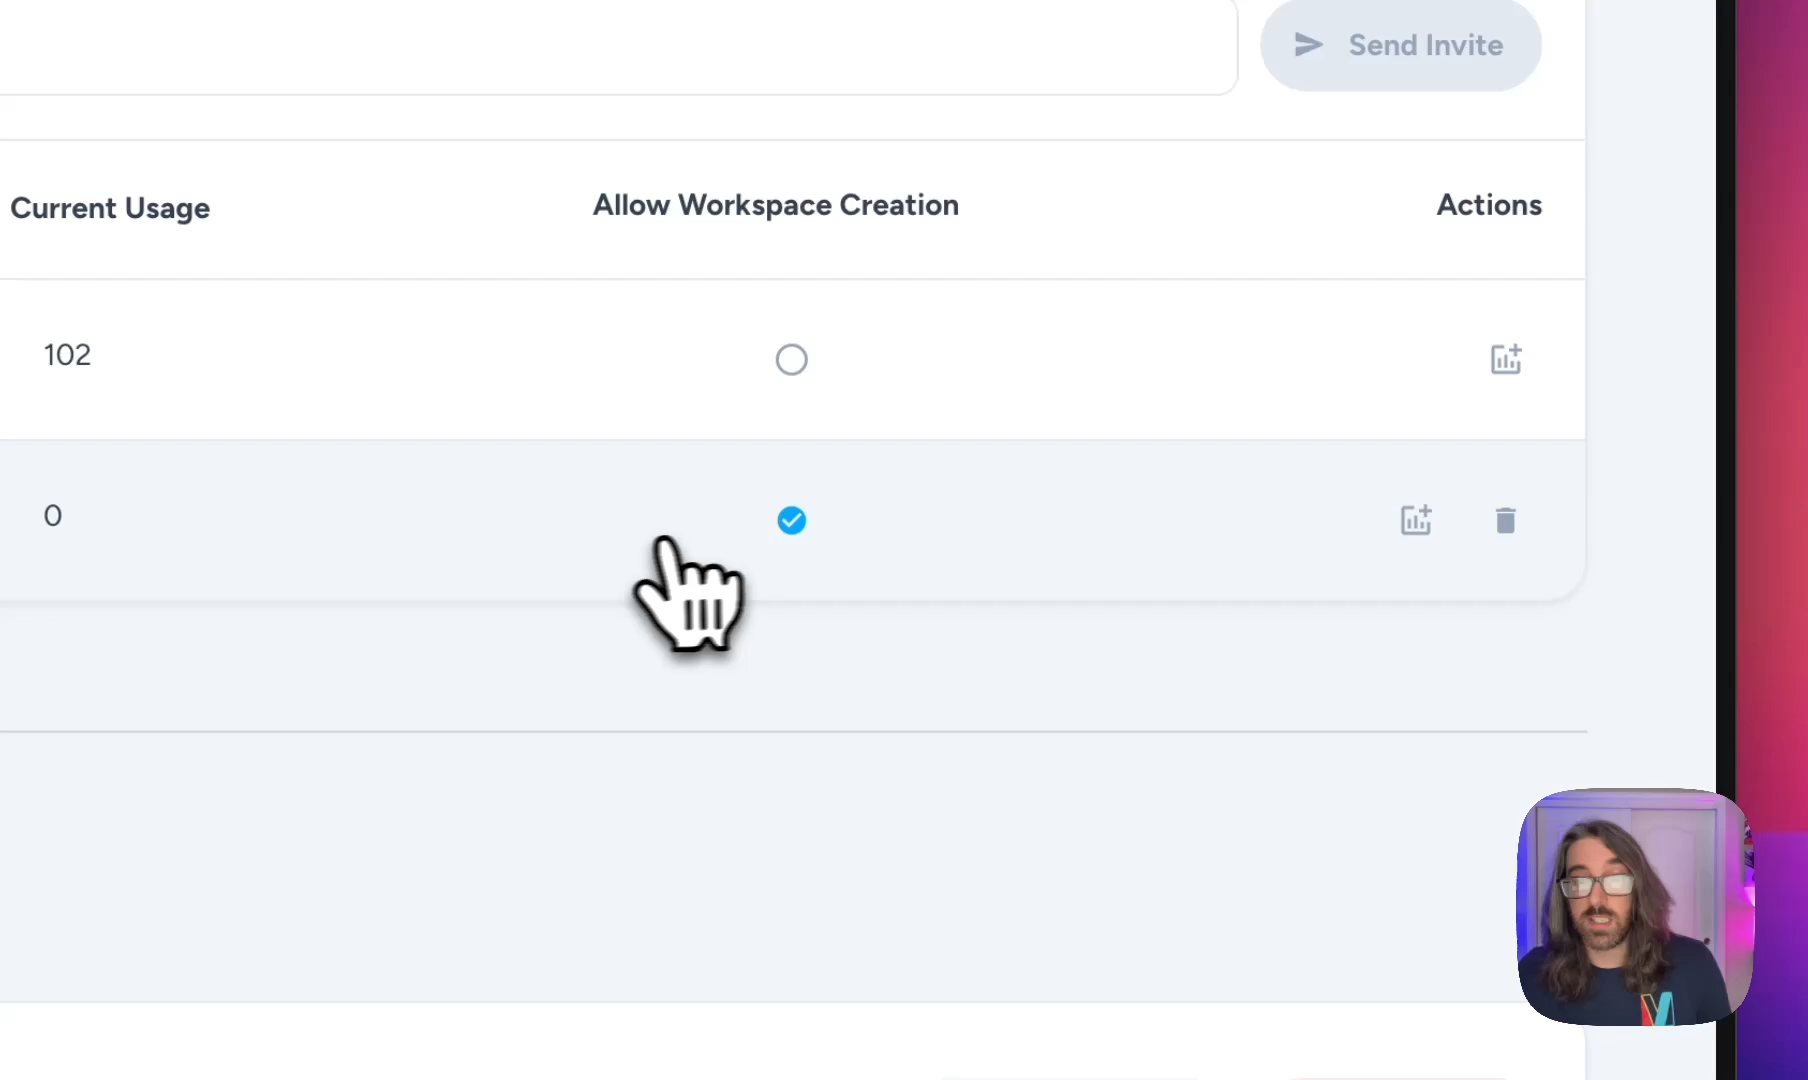 Send Invite
Current Usage
Allow Workspace Creation
Actions
102
0